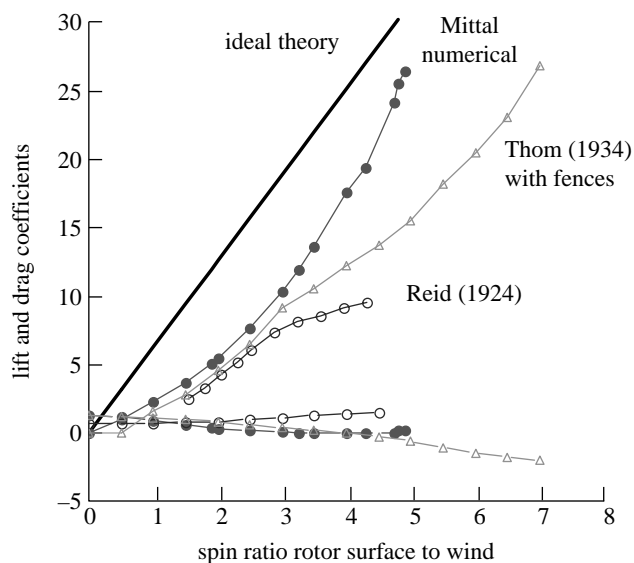 30
25
20
15
10
5
0
–5
lift and drag coefficients
ideal theory
Mittal
numerical
Thom (1934)
with fences
Reid (1924)
0 1 2 3 4 5 6 7 8
spin ratio rotor surface to wind